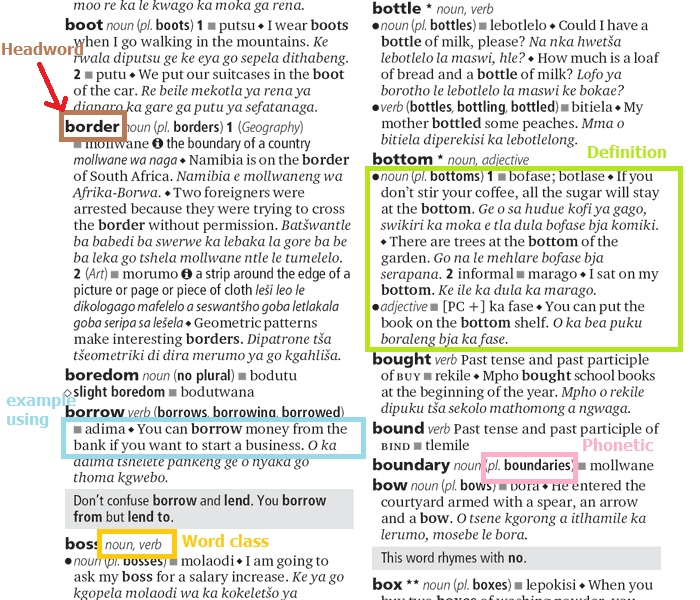 moo re ka le kwago ka moka ga rena.
boot noun (pl. boots) 1 ■ putsu ◆ I wear boots
when I go walking in the mountains. Ke
rwala diputsu ge ke eya go sepela dithabeng.
2 ■ putu ◆ We put our suitcases in the boot
of the car. Re beile mekotla ya rena ya
dinaparo ka gare ga putu ya sefatanaga.
Headword
border noun (pl. borders) 1 (Geography)
■ mollwane ❶ the boundary of a country
mollwane wa naga ◆ Namibia is on the border
of South Africa. Namibia e mollwaneng wa
Afrika-Borwa. ◆ Two foreigners were
arrested because they were trying to cross
the border without permission. Batšwantle
ba babedi ba swerwe ka lebaka la gore ba be
ba leka go tshela mollwane ntle le tumelelo.
2 (Art) ■ morumo ❶ a strip around the edge of a
picture or page or piece of cloth leši leo le
dikologago mafelelo a seswantšho goba letlakala
goba seripa sa lešela ◆ Geometric patterns
make interesting borders. Dipatrone tša
tšeometriki di dira merumo ya go kgahliša.
boredom noun (no plural) ■ bodutu
◇slight boredom ■ bodutwana
example
using
borrow verb (borrows, borrowing, borrowed)
■ adima ◆ You can borrow money from the
bank if you want to start a business. O ka
adima tšhelete pankeng ge o nyaka go
thoma kgwebo.
Don't confuse borrow and lend. You borrow
from but lend to.
boss noun, verb
Word class
●noun (pl. bosses) ■ molaodi ◆ I am going to
ask my boss for a salary increase. Ke ya go
kgopela molaodi wa ka kokeletšo ya
bottle * noun, verb
●noun (pl. bottles) ■ lebotlelo ◆ Could I have a
bottle of milk, please? Na nka hwetša
lebotlelo la maswi, hle? ◆ How much is a loaf
of bread and a bottle of milk? Lofo ya
borotho le lebotlelo la maswi ke bokae?
●verb (bottles, bottling, bottled) ■ bitiela ◆ My
mother bottled some peaches. Mma o
bitiela diperekisi ka lebotlelong.
bottom * noun, adjective
Definition
●noun (pl. bottoms) 1 ■ bofase; botlase ◆ If you
don't stir your coffee, all the sugar will stay
at the bottom. Ge o sa hudue kofi ya gago,
swikiri ka moka e tla dula bofase bja komiki.
◆ There are trees at the bottom of the
garden. Go na le mehlare bofase bja
serapana. 2 informal ■ marago ◆ I sat on my
bottom. Ke ile ka dula ka marago.
●adjective ■ [PC +] ka fase ◆ You can put the
book on the bottom shelf. O ka bea puku
boraleng bja ka fase.
bought verb Past tense and past participle
of BUY ■ rekile ◆ Mpho bought school books
at the beginning of the year. Mpho o rekile
dipuku tša sekolo mathomong a ngwaga.
bound verb Past tense and past participle of
BIND ■ tlemile
Phonetic
boundary noun (pl. boundaries) ■ mollwane
bow noun (pl. bows) ■ bora ◆ He entered the
courtyard armed with a spear, an arrow
and a bow. O tsene kgorong a itlhamile ka
lerumo, mosebe le bora.
This word rhymes with no.
box ** noun (pl. boxes) ■ lepokisi ◆ When you